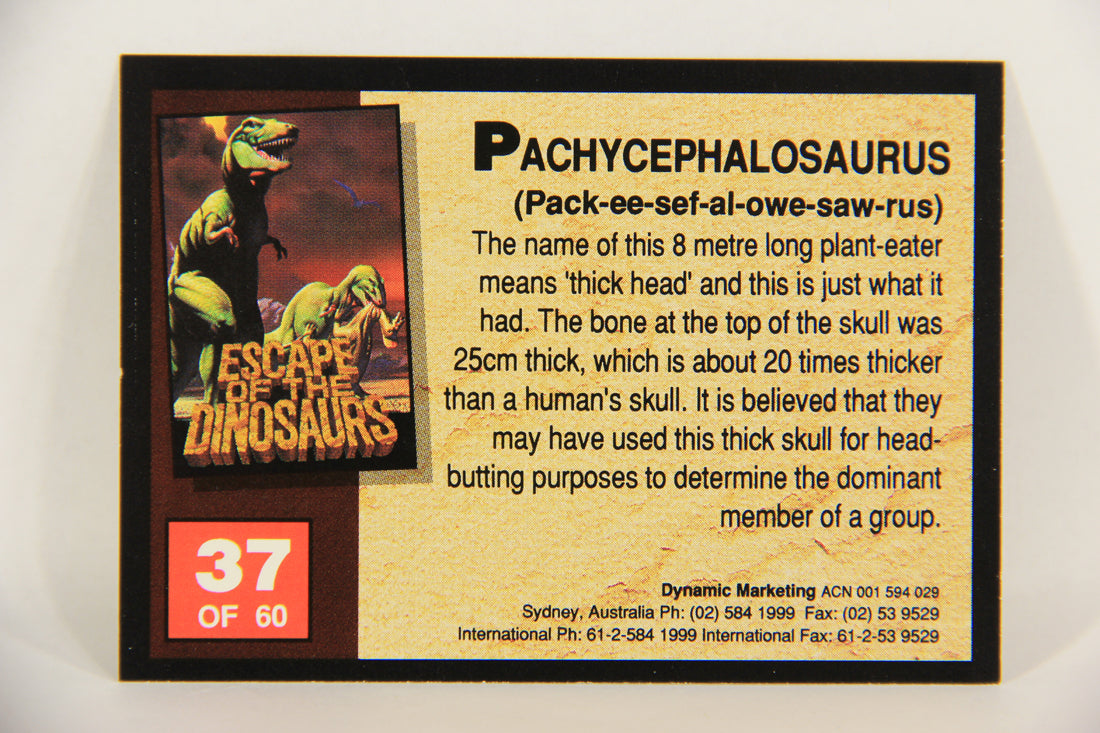 ESCAPE
OF THE
DINOSAURS
37
OF 60
PACHYCEPHALOSAURUS
(Pack-ee-sef-al-owe-saw-rus)
The name of this 8 metre long plant-eater
means 'thick head' and this is just what it
had. The bone at the top of the skull was
25cm thick, which is about 20 times thicker
than a human's skull. It is believed that they
may have used this thick skull for head-
butting purposes to determine the dominant
member of a group.
Dynamic Marketing ACN 001 594 029
Sydney, Australia Ph: (02) 584 1999 Fax: (02) 53 9529
International Ph: 61-2-584 1999 International Fax: 61-2-53 9529